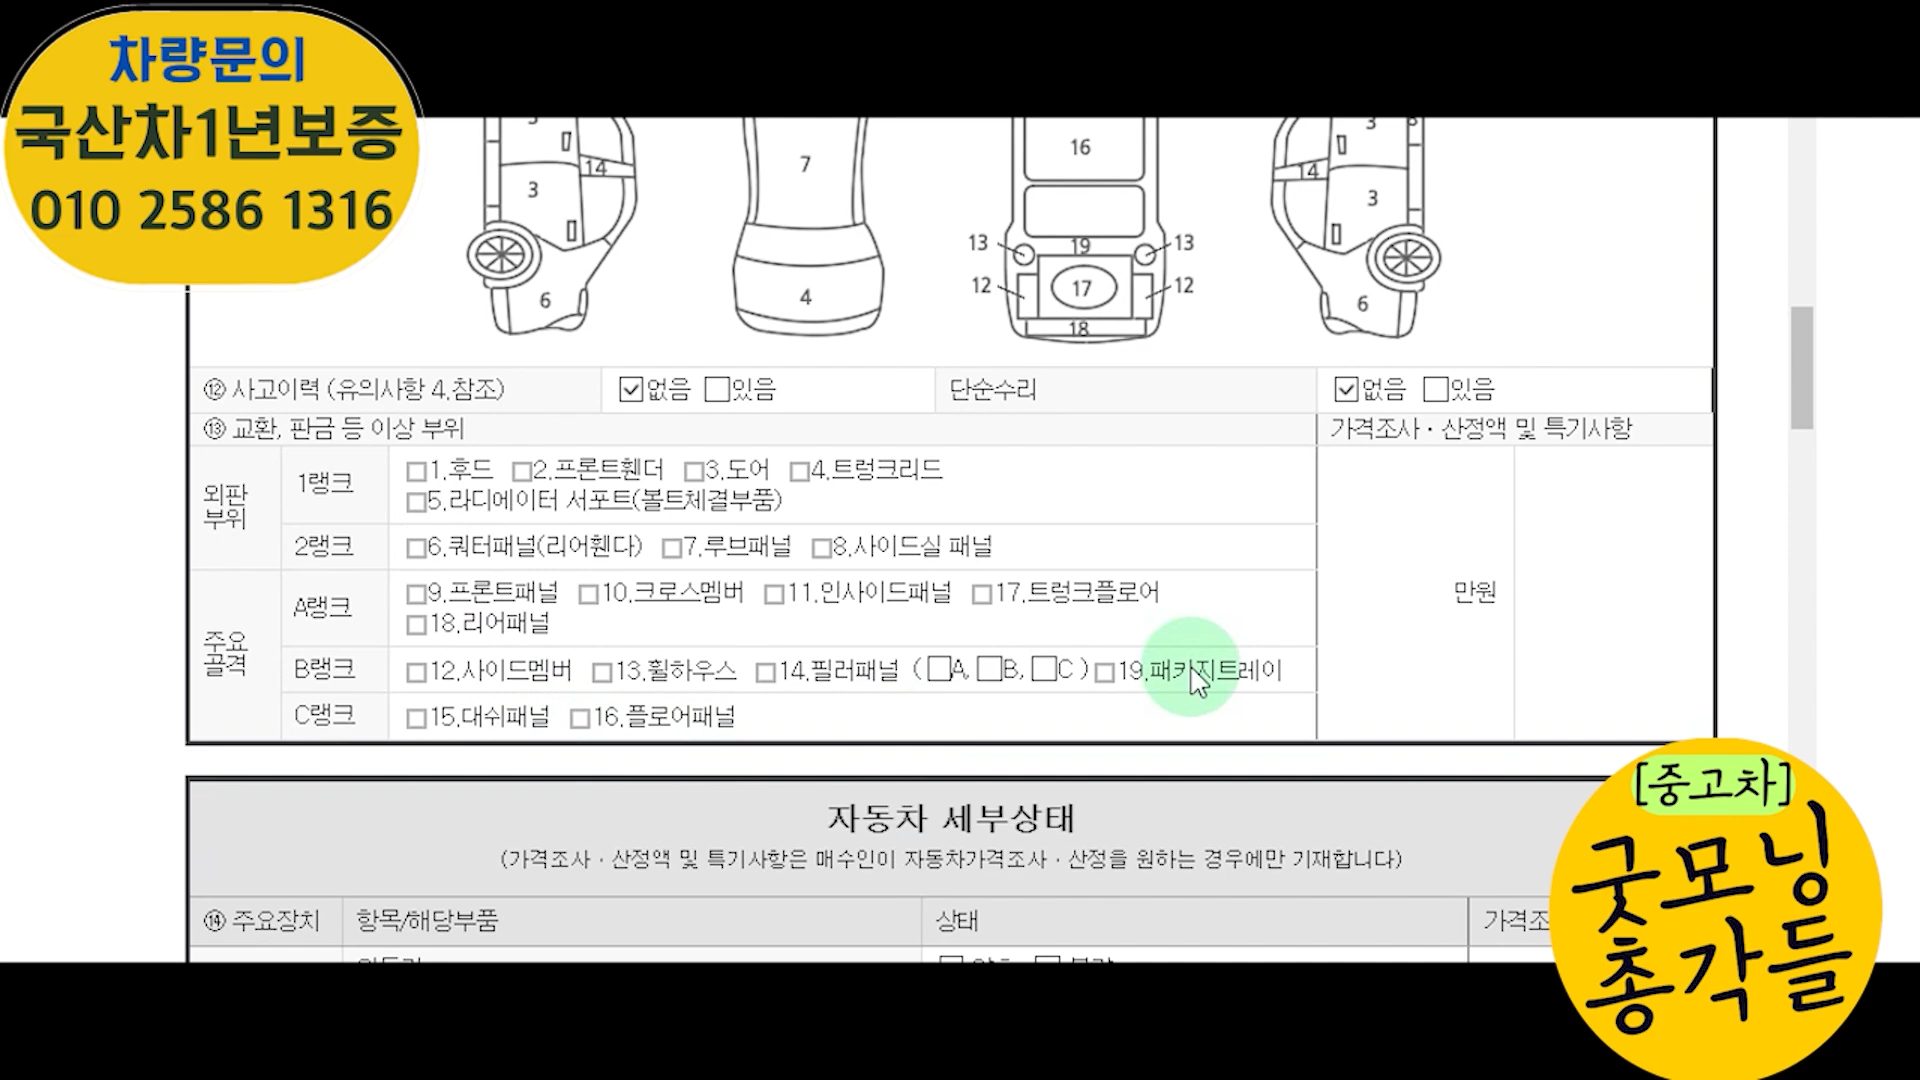 차량문의
국산차1년보증
010 2586 1316
3
14
3
6
7
4
16
13
19
13
12
17
12
18
3
14
3
6
⑫ 사고이력 (유의사항 4.참조)
없음 있음
단순수리
없음 있음
⑬ 교환, 판금 등 이상 부위
가격조사 · 산정액 및 특기사항
외판
부위
1랭크
1.후드 2.프론트휀더 3.도어 4.트렁크리드
5.라디에이터 서포트(볼트체결부품)
2랭크
6.쿼터패널(리어휀다) 7.루브패널 8.사이드실 패널
주요
골격
A랭크
9.프론트패널 10.크로스멤버 11.인사이드패널 17.트렁크플로어
18.리어패널
B랭크
12.사이드멤버 13.휠하우스 14.필러패널 ( A, B, C ) 19.패카지트레이
C랭크
15.대쉬패널 16.플로어패널
만원
자동차 세부상태
(가격조사 · 산정액 및 특기사항은 매수인이 자동차가격조사 · 산정을 원하는 경우에만 기재합니다)
⑭ 주요장치
항목/해당부품
상태
가격조
[중고차]
굿모닝
총각들